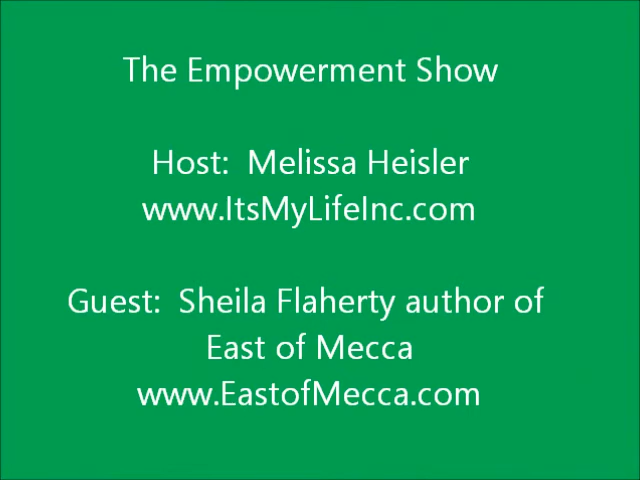 The Empowerment Show
Host:  Melissa Heisler
www.ItsMyLifeInc.com
Guest:  Sheila Flaherty author of
East of Mecca
www.EastofMecca.com